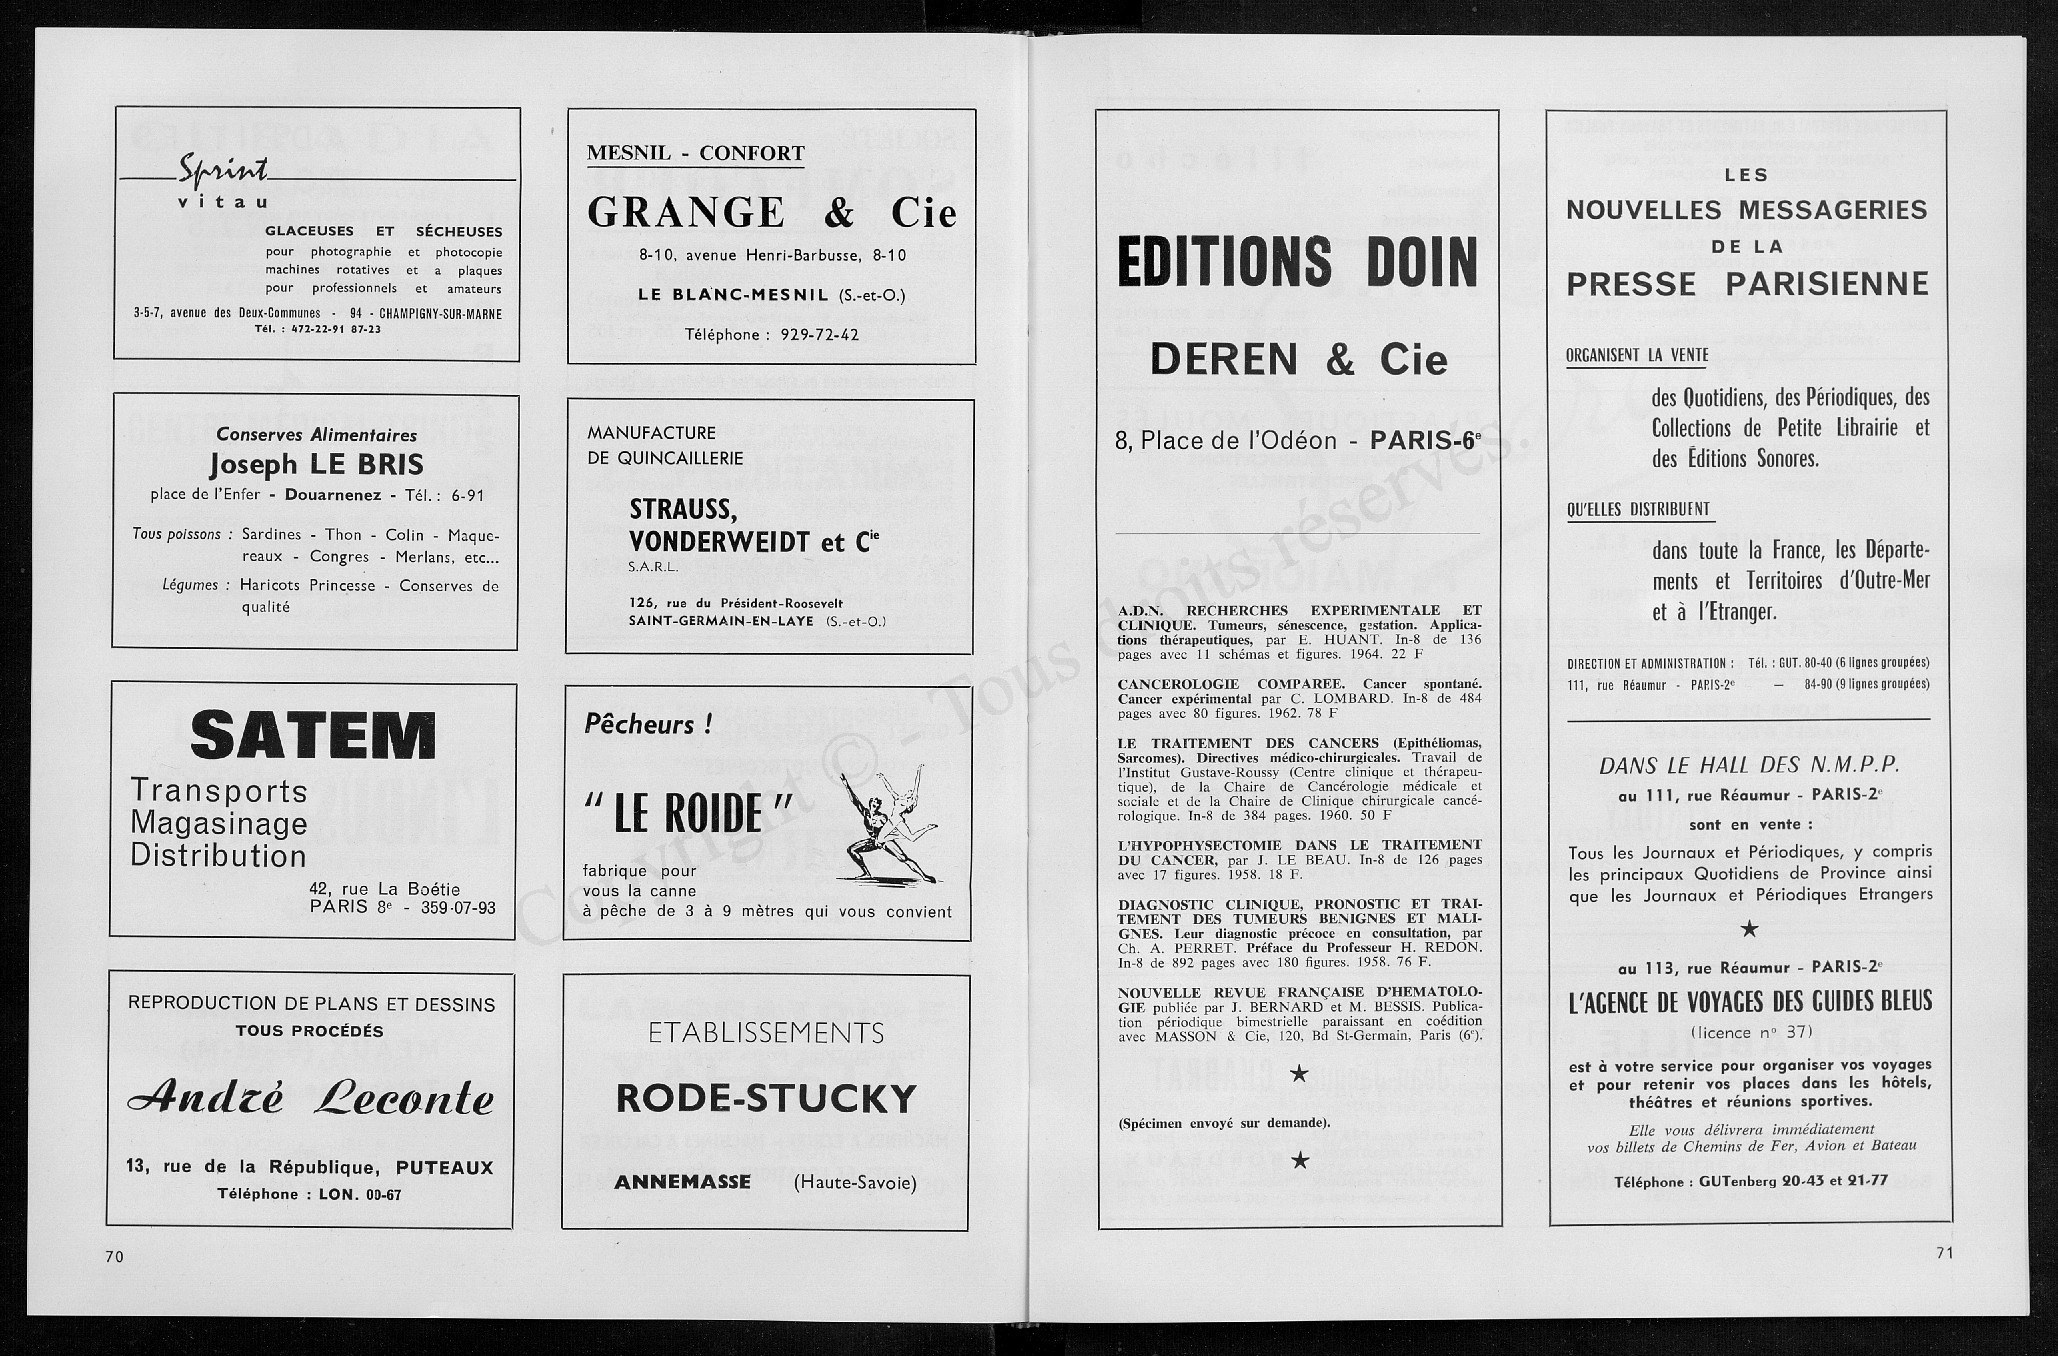 Sprint
vitau
GLACEUSES ET SÉCHEUSES
pour photographie et photocopie
machines rotatives et a plaques
pour professionnels et amateurs
3-5-7, avenue des Deux-Communes - 94 - CHAMPIGNY-SUR-MARNE
Tél. : 472-22-91 87-23
Conserves Alimentaires
Joseph LE BRIS
place de l'Enfer - Douarnenez - Tél. : 6-91
Tous poissons : Sardines - Thon - Colin - Maque-
reaux - Congres - Merlans, etc...
Légumes : Haricots Princesse - Conserves de
qualité
SATEM
Transports
Magasinage
Distribution
42, rue La Boétie
PARIS 8e - 359-07-93
REPRODUCTION DE PLANS ET DESSINS
TOUS PROCÉDÉS
André Leconte
13, rue de la République, PUTEAUX
Téléphone : LON. 00-67
70
MESNIL - CONFORT
GRANGE & Cie
8-10, avenue Henri-Barbusse, 8-10
LE BLANC-MESNIL (S.-et-O.)
Téléphone : 929-72-42
MANUFACTURE
DE QUINCAILLERIE
STRAUSS,
VONDERWEIDT et Cie
S.A.R.L.
126, rue du Président-Roosevelt
SAINT-GERMAIN-EN-LAYE (S.-et-O.)
Pêcheurs !
" LE ROIDE "
fabrique pour
vous la canne
à pêche de 3 à 9 mètres qui vous convient
ETABLISSEMENTS
RODE-STUCKY
ANNEMASSE (Haute-Savoie)
EDITIONS DOIN
DEREN & Cie
8, Place de l'Odéon - PARIS-6e
A.D.N. RECHERCHES EXPERIMENTALE ET
CLINIQUE. Tumeurs, sénescence, gestation. Applica-
tions thérapeutiques, par E. HUANT. In-8 de 136
pages avec 11 schémas et figures. 1964. 22 F
CANCEROLOGIE COMPAREE. Cancer spontané.
Cancer expérimental par C. LOMBARD. In-8 de 484
pages avec 80 figures. 1962. 78 F
LE TRAITEMENT DES CANCERS (Epithéliomas,
Sarcomes). Directives médico-chirurgicales. Travail de
l'Institut Gustave-Roussy (Centre clinique et thérapeu-
tique), de la Chaire de Cancérologie médicale et
sociale et de la Chaire de Clinique chirurgicale cancé-
rologique. In-8 de 384 pages. 1960. 50 F
L'HYPOPHYSECTOMIE DANS LE TRAITEMENT
DU CANCER, par J. LE BEAU. In-8 de 126 pages
avec 17 figures. 1958. 18 F.
DIAGNOSTIC CLINIQUE, PRONOSTIC ET TRAI-
TEMENT DES TUMEURS BENIGNES ET MALI-
GNES. Leur diagnostic précoce en consultation, par
Ch. A. PERRET. Préface du Professeur H. REDON.
In-8 de 892 pages avec 180 figures. 1958. 76 F.
NOUVELLE REVUE FRANÇAISE D'HEMATOLO-
GIE publiée par J. BERNARD et M. BESSIS. Publica-
tion périodique bimestrielle paraissant en coédition
avec MASSON & Cie, 120, Bd St-Germain, Paris (6e).
★
(Spécimen envoyé sur demande).
★
LES
NOUVELLES MESSAGERIES
DE LA
PRESSE PARISIENNE
ORGANISENT LA VENTE
des Quotidiens, des Périodiques, des
Collections de Petite Librairie et
des Éditions Sonores.
QU'ELLES DISTRIBUENT
dans toute la France, les Départe-
ments et Territoires d'Outre-Mer
et à l'Etranger.
DIRECTION ET ADMINISTRATION : Tél. : GUT. 80-40 (6 lignes groupées)
111, rue Réaumur - PARIS-2e — 84-90 (9 lignes groupées)
DANS LE HALL DES N.M.P.P.
au 111, rue Réaumur - PARIS-2e
sont en vente :
Tous les Journaux et Périodiques, y compris
les principaux Quotidiens de Province ainsi
que les Journaux et Périodiques Etrangers
★
au 113, rue Réaumur - PARIS-2e
L'AGENCE DE VOYAGES DES GUIDES BLEUS
(licence n° 37)
est à votre service pour organiser vos voyages
et pour retenir vos places dans les hôtels,
théâtres et réunions sportives.
Elle vous délivrera immédiatement
vos billets de Chemins de Fer, Avion et Bateau
Téléphone : GUTenberg 20-43 et 21-77
71
Copyright © - Tous droits réservés.